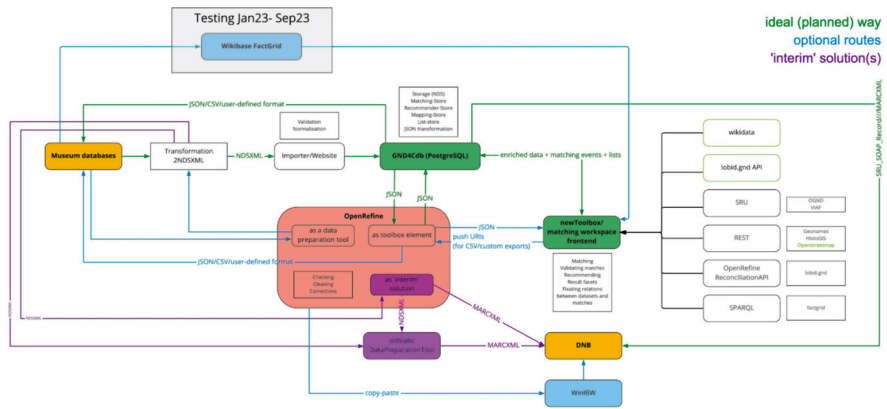 Testing Jan23- Sep23
Wikibase FactGrid
ideal (planned) way
optional routes
'interim' solution(s)
JSON/CSV/user-defined format
Validation
Normalisation
Storage (NDS)
Matching-Store
Recommender-Store
Mapping-Store
List-store
JSON transformation
Museum databases
Transformation
2NDSXML
NDSXML
Importer/Website
GND4Cdb (PostgreSQL)
enriched data + matching events + lists
SRU_SOAP_Record///MARCXML
wikidata
lobid.gnd API
SRU
OGND
VIAF
REST
Geonames
HistoGIS
Openstreetmap
OpenRefine
ReconciliationAPI
lobid.gnd
SPARQL
factgrid
JSON
JSON
OpenRefine
as a data
preparation tool
as toolbox element
JSON
push URIs
(for CSV/custom exports)
newToolbox/
matching workspace
frontend
JSON/CSV/user-defined format
Checking
Cleaning
Corrections
as interim
solution
Matching
Validating matches
Recommending
Result facets
between datasets and
matches
NDSXML
NDSXML
NDSXML
MARCXML
DataPreparationTool
MARCXML
DNB
copy-paste
WinIBW